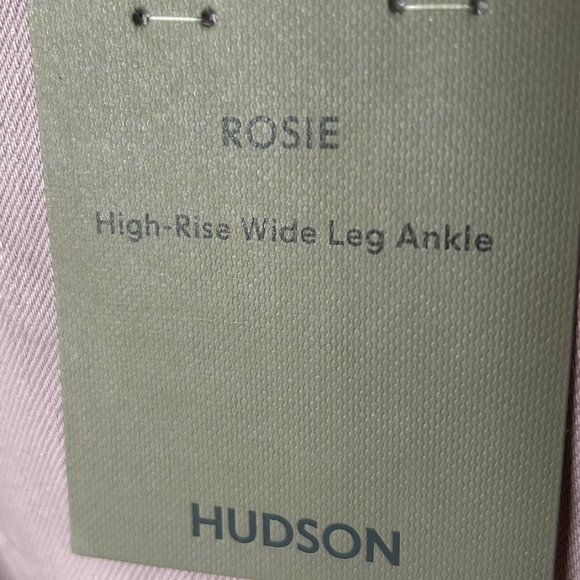 ROSIE
High-Rise Wide Leg Ankle
HUDSON